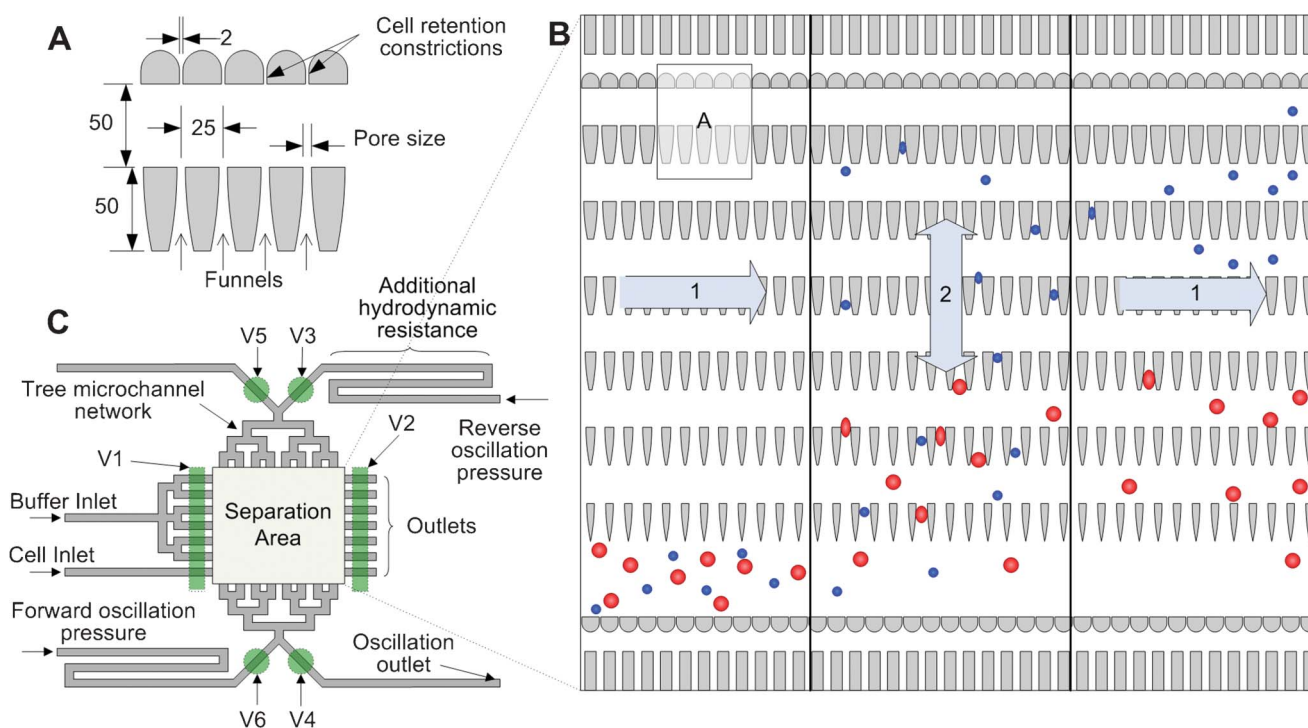 A
2
Cell retention
constrictions
50
25
Pore size
50
Funnels
B
A
1
2
1
C
V5
V3
Additional
hydrodynamic
resistance
Tree microchannel
network
V1
V2
Reverse
oscillation
pressure
Buffer Inlet
Separation
Area
Outlets
Cell Inlet
Forward oscillation
pressure
Oscillation
outlet
V6
V4